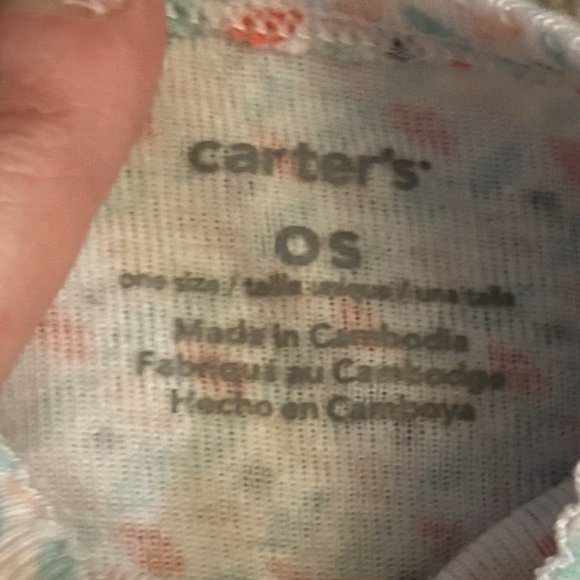 carter's
OS
one size / taille unique / una talla
Made in Cambodia
Fabriqué au Cambodge
Hecho en Camboya